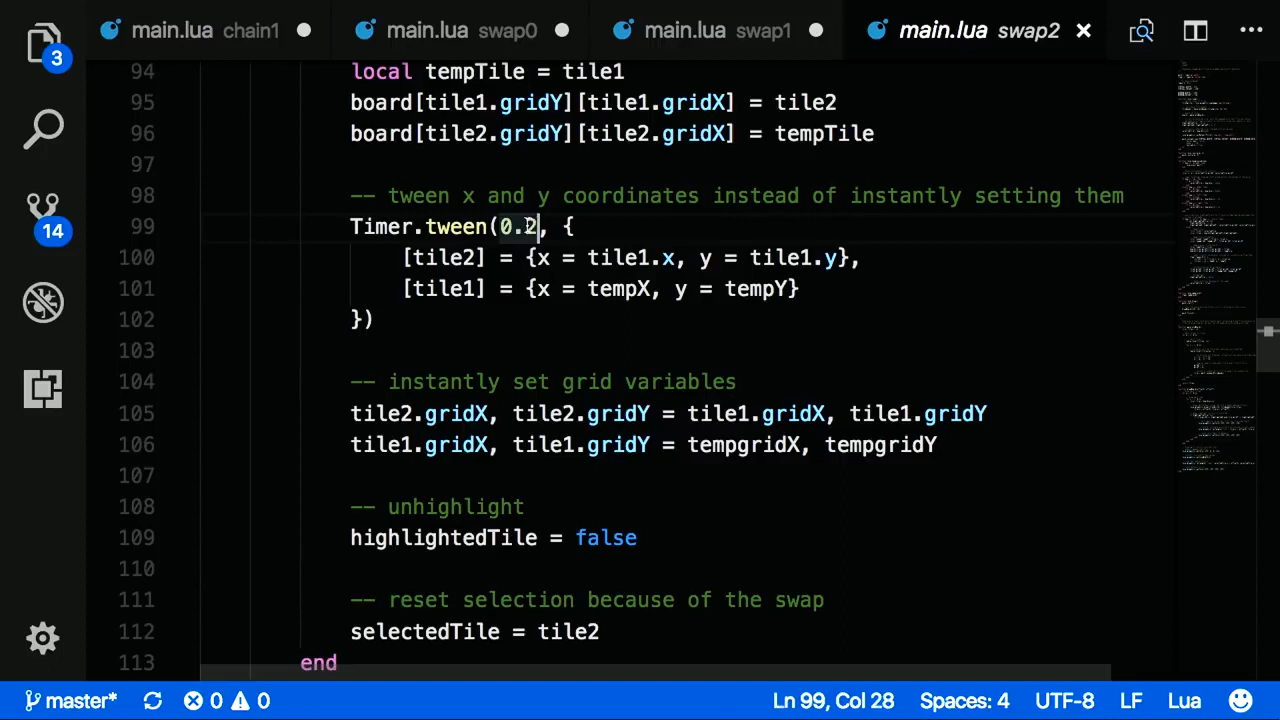 main.lua chain1 main.lua swap0 main.lua swap1 main.lua swap2
3
14
94 local tempTile = tile1
95 board[tile1.gridY][tile1.gridX] = tile2
96 board[tile2.gridY][tile2.gridX] = tempTile
97
98 -- tween x and y coordinates instead of instantly setting them
99 Timer.tween(0.2, {
100 [tile2] = {x = tile1.x, y = tile1.y},
101 [tile1] = {x = tempX, y = tempY}
102 })
103
104 -- instantly set grid variables
105 tile2.gridX, tile2.gridY = tile1.gridX, tile1.gridY
106 tile1.gridX, tile1.gridY = tempgridX, tempgridY
107
108 -- unhighlight
109 highlightedTile = false
110
111 -- reset selection because of the swap
112 selectedTile = tile2
113 end
master* 0 0 Ln 99, Col 28 Spaces: 4 UTF-8 LF Lua